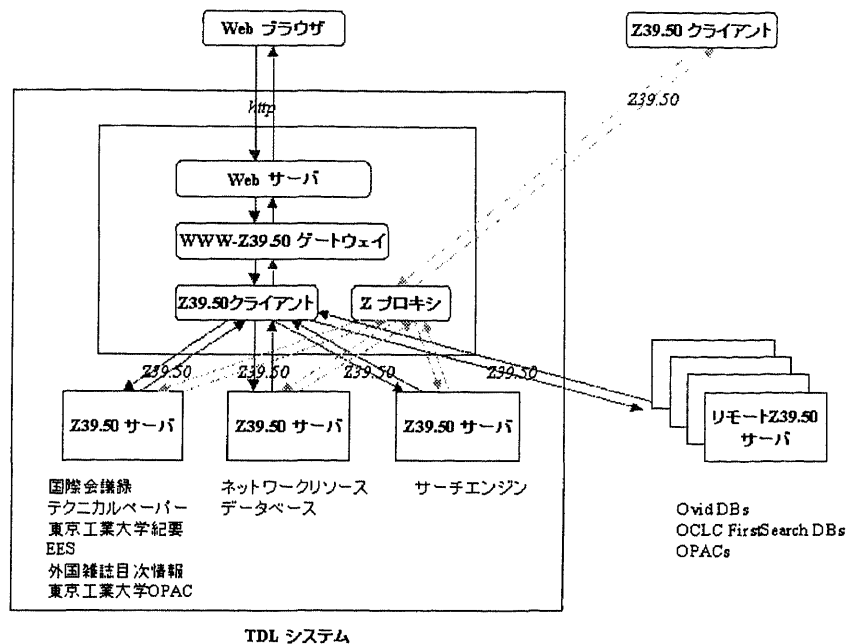 Web ブラウザ
Z39.50 クライアント
http
Z39.50
Web サーバ
WWW-Z39.50 ゲートウェイ
Z39.50クライアント
Z プロキシ
Z39.50
Z39.50
Z39.50
Z39.50
Z39.50 サーバ
Z39.50 サーバ
Z39.50 サーバ
リモートZ39.50
サーバ
国際会議録
テクニカルペーパー
東京工業大学紀要
EES
外国雑誌目次情報
東京工業大学OPAC
ネットワークリソース
データベース
サーチエンジン
Ovid DBs
OCLC FirstSearch DBs
OPACs
TDL システム